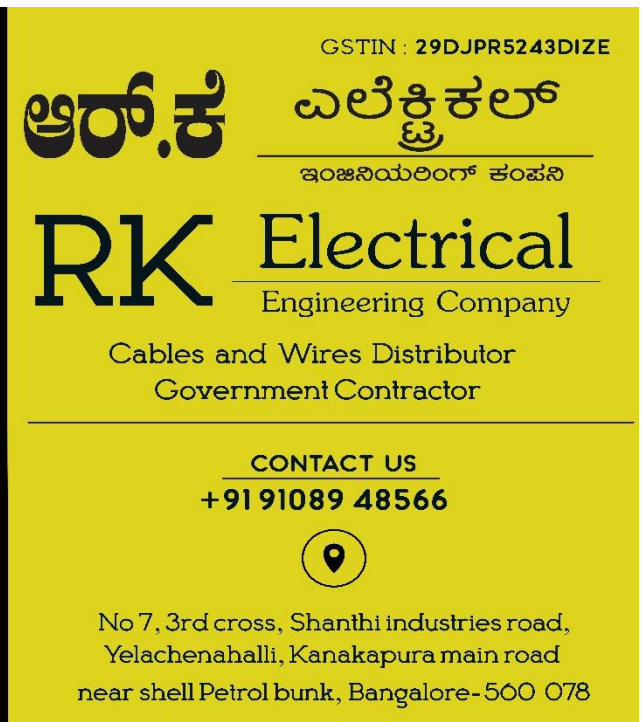 GSTIN : 29DJPR5243DIZE
ಆರ್.ಕೆ ಎಲೆಕ್ಟ್ರಿಕಲ್
ಇಂಜಿನಿಯರಿಂಗ್ ಕಂಪನಿ
RK Electrical
Engineering Company
Cables and Wires Distributor
Government Contractor
CONTACT US
+91 91089 48566
No 7, 3rd cross, Shanthi industries road,
Yelachenahalli, Kanakapura main road
near shell Petrol bunk, Bangalore-560 078